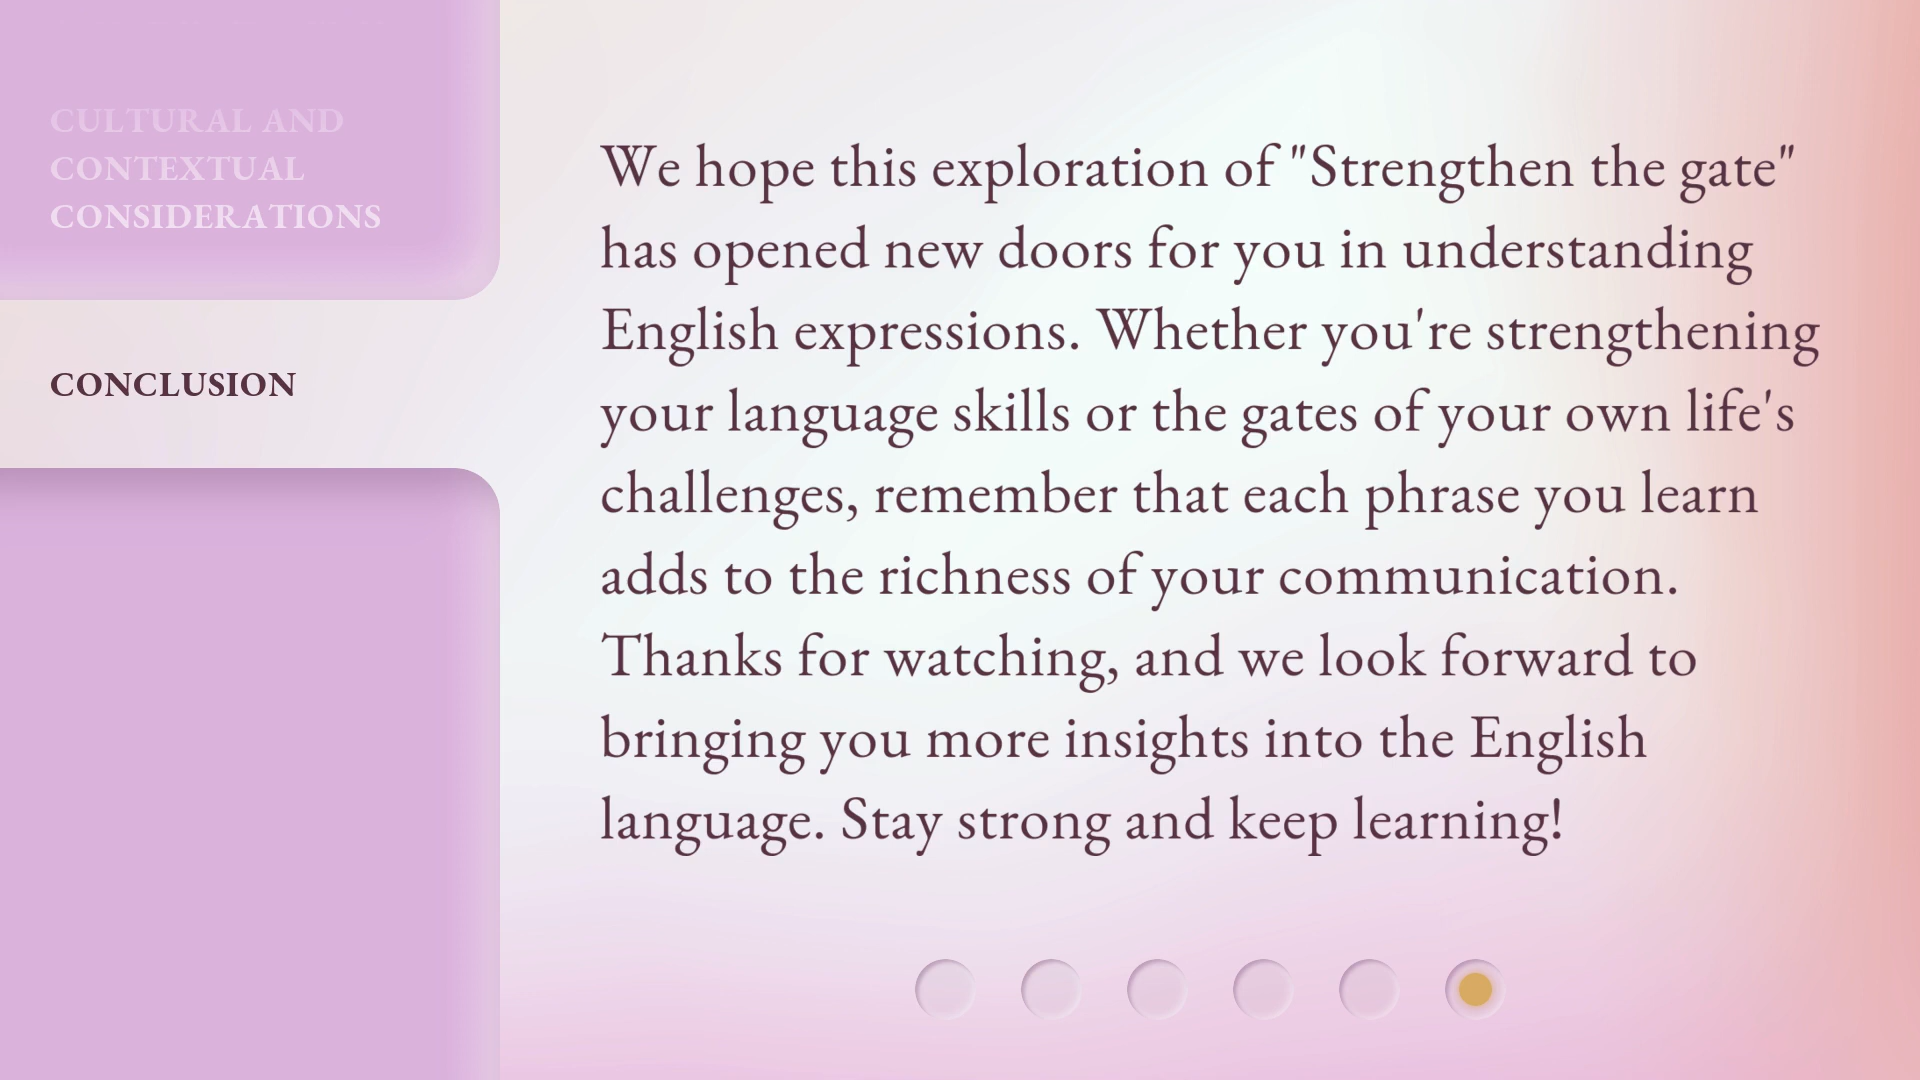 CULTURAL AND
CONTEXTUAL
CONSIDERATIONS
CONCLUSION
We hope this exploration of "Strengthen the gate"
has opened new doors for you in understanding
English expressions. Whether you're strengthening
your language skills or the gates of your own life's
challenges, remember that each phrase you learn
adds to the richness of your communication.
Thanks for watching, and we look forward to
bringing you more insights into the English
language. Stay strong and keep learning!